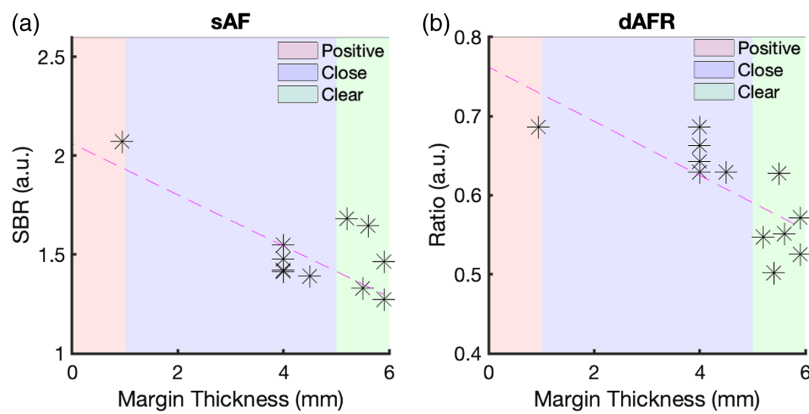 (a)
sAF
Positive
Close
Clear
SBR (a.u.)
2.5
2
1.5
1
0
2
4
6
Margin Thickness (mm)
(b)
dAFR
Positive
Close
Clear
Ratio (a.u.)
0.8
0.7
0.6
0.5
0.4
0
2
4
6
Margin Thickness (mm)